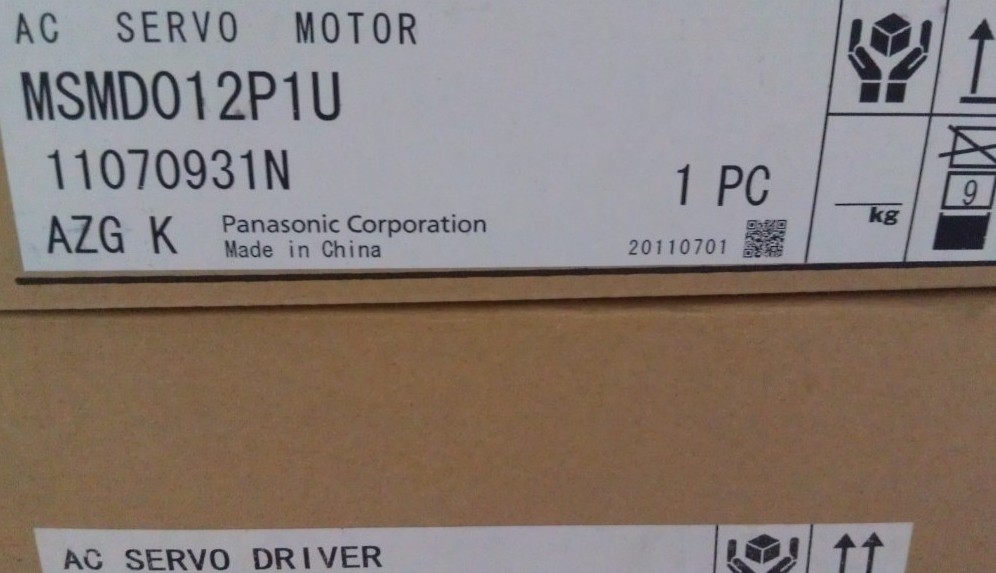 AC SERVO MOTOR
MSMD012P1U
11070931N
1 PC
AZG K
Panasonic Corporation
Made in China
20110701
kg
9
AC SERVO DRIVER